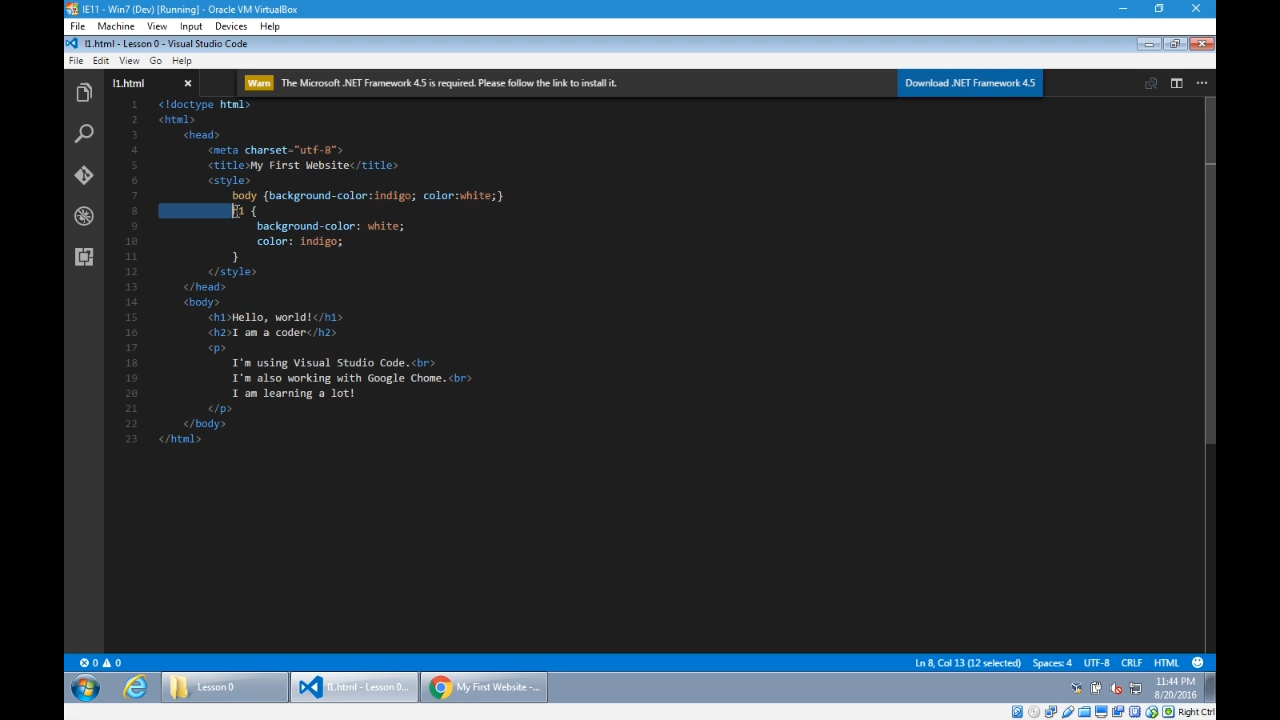 IE11 - Win7 (Dev) [Running] - Oracle VM VirtualBox
File Machine View Input Devices Help
l1.html - Lesson 0 - Visual Studio Code
File Edit View Go Help
l1.html
Warn The Microsoft .NET Framework 4.5 is required. Please follow the link to install it. Download .NET Framework 4.5
1 <!doctype html>
2 <html>
3 <head>
4 <meta charset="utf-8">
5 <title>My First Website</title>
6 <style>
7 body {background-color:indigo; color:white;}
8 h1 {
9 background-color: white;
10 color: indigo;
11 }
12 </style>
13 </head>
14 <body>
15 <h1>Hello, world!</h1>
16 <h2>I am a coder</h2>
17 <p>
18 I'm using Visual Studio Code.<br>
19 I'm also working with Google Chome.<br>
20 I am learning a lot!
21 </p>
22 </body>
23 </html>
0 0 Ln 8, Col 13 (12 selected) Spaces: 4 UTF-8 CRLF HTML
Lesson 0 l1.html - Lesson 0... My First Website -... 11:44 PM
8/20/2016
Right Ctrl